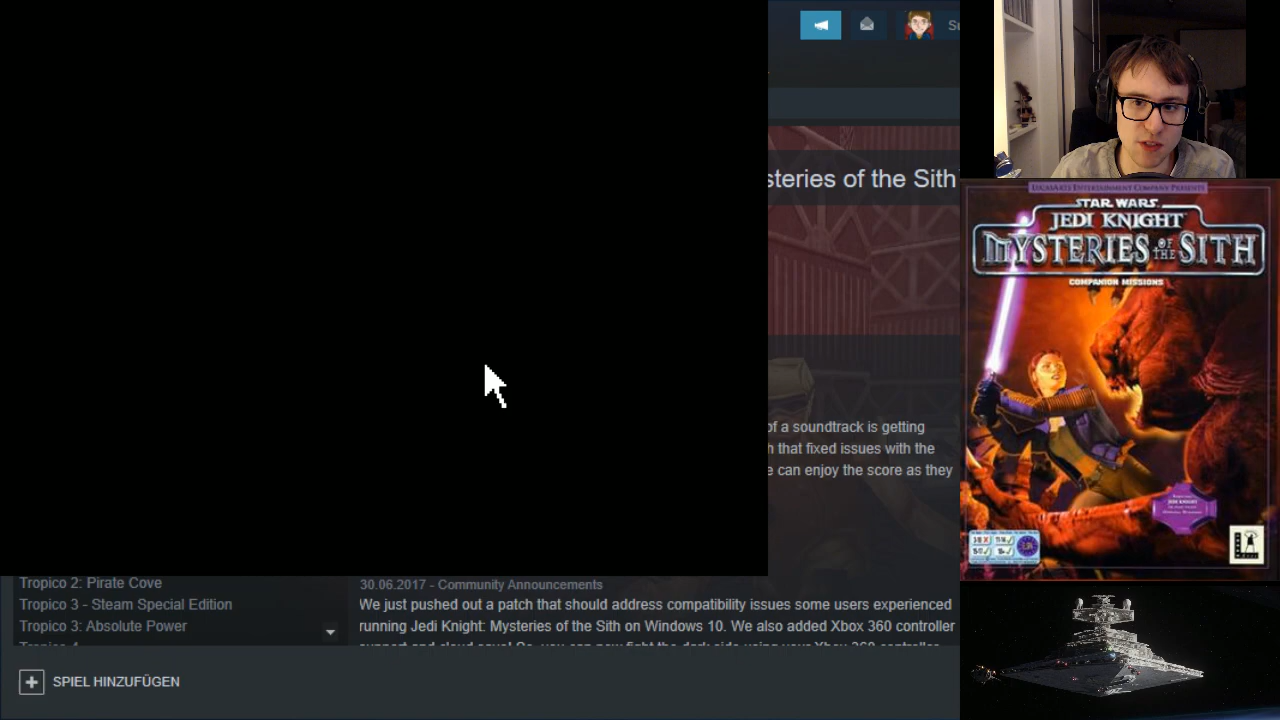 steries of the Sith
of a soundtrack is getting
h that fixed issues with the
e can enjoy the score as they
Tropico 2: Pirate Cove
Tropico 3 - Steam Special Edition
Tropico 3: Absolute Power
30.06.2017 - Community Announcements
We just pushed out a patch that should address compatibility issues some users experienced
running Jedi Knight: Mysteries of the Sith on Windows 10. We also added Xbox 360 controller
SPIEL HINZUFÜGEN
LUCASARTS ENTERTAINMENT COMPANY PRESENTS
STAR WARS
JEDI KNIGHT
MYSTERIES OF THE SITH
COMPANION MISSIONS